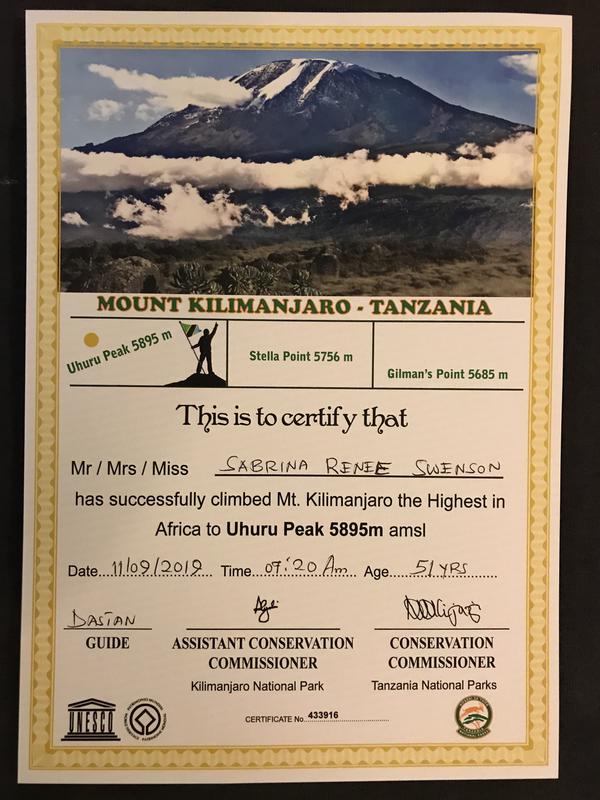 MOUNT KILIMANJARO - TANZANIA
Uhuru Peak 5895 m
Stella Point 5756 m
Gilman's Point 5685 m
This is to certify that
Mr / Mrs / Miss SABRINA RENEE SWENSON
has successfully climbed Mt. Kilimanjaro the Highest in
Africa to Uhuru Peak 5895m amsl
Date 11/09/2019 Time 07:20 Am Age 51 YRS
DASTAN
GUIDE
ASSISTANT CONSERVATION
COMMISSIONER
Kilimanjaro National Park
CONSERVATION
COMMISSIONER
Tanzania National Parks
UNESCO
CERTIFICATE No. 433916